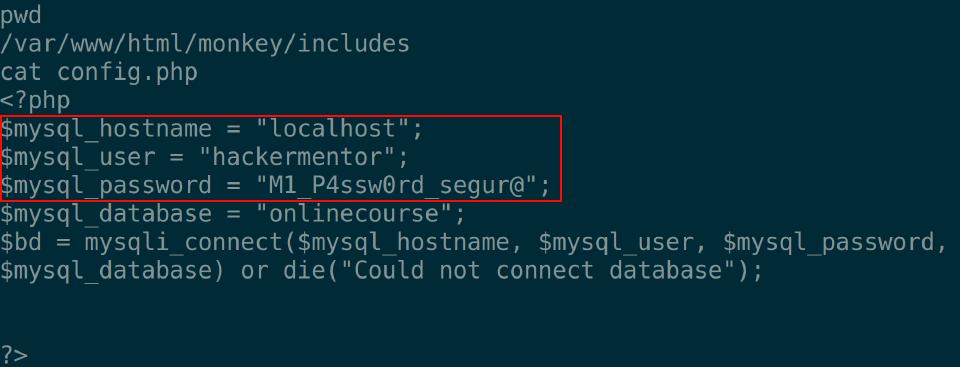 pwd
/var/www/html/monkey/includes
cat config.php
<?php
$mysql_hostname = "localhost";
$mysql_user = "hackermentor";
$mysql_password = "M1_P4ssw0rd_segur@";
$mysql_database = "onlinecourse";
$bd = mysqli_connect($mysql_hostname, $mysql_user, $mysql_password,
$mysql_database) or die("Could not connect database");
?>